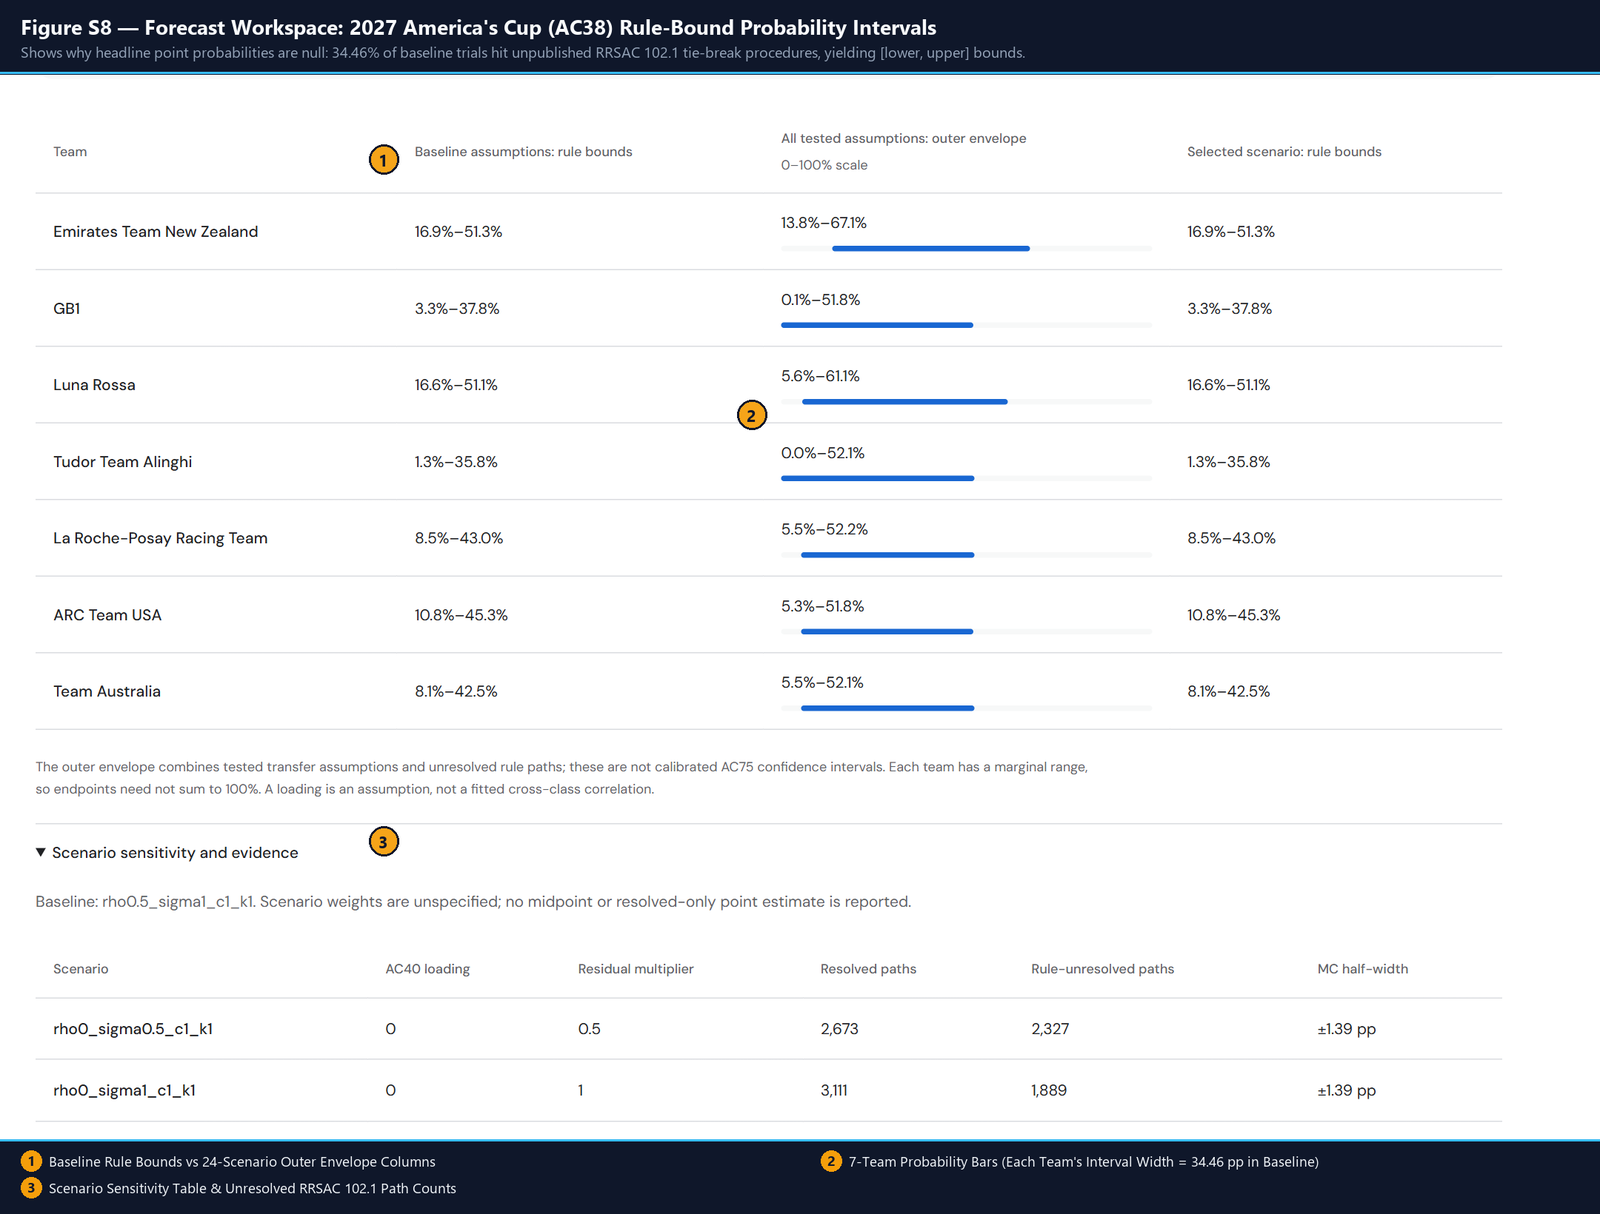 Figure S8 — Forecast Workspace: 2027 America's Cup (AC38) Rule-Bound Probability Intervals
Shows why headline point probabilities are null: 34.46% of baseline trials hit unpublished RRSAC 102.1 tie-break procedures, yielding [lower, upper] bounds.
Team
1
Baseline assumptions: rule bounds
All tested assumptions: outer envelope
0–100% scale
Selected scenario: rule bounds
Emirates Team New Zealand
16.9%–51.3%
13.8%–67.1%
16.9%–51.3%
GB1
3.3%–37.8%
0.1%–51.8%
3.3%–37.8%
Luna Rossa
16.6%–51.1%
5.6%–61.1%
16.6%–51.1%
2
Tudor Team Alinghi
1.3%–35.8%
0.0%–52.1%
1.3%–35.8%
La Roche-Posay Racing Team
8.5%–43.0%
5.5%–52.2%
8.5%–43.0%
ARC Team USA
10.8%–45.3%
5.3%–51.8%
10.8%–45.3%
Team Australia
8.1%–42.5%
5.5%–52.1%
8.1%–42.5%
The outer envelope combines tested transfer assumptions and unresolved rule paths; these are not calibrated AC75 confidence intervals. Each team has a marginal range,
so endpoints need not sum to 100%. A loading is an assumption, not a fitted cross-class correlation.
3
▼ Scenario sensitivity and evidence
Baseline: rho0.5_sigma1_c1_k1. Scenario weights are unspecified; no midpoint or resolved-only point estimate is reported.
Scenario
AC40 loading
Residual multiplier
Resolved paths
Rule-unresolved paths
MC half-width
rho0_sigma0.5_c1_k1
0
0.5
2,673
2,327
±1.39 pp
rho0_sigma1_c1_k1
0
1
3,111
1,889
±1.39 pp
1 Baseline Rule Bounds vs 24-Scenario Outer Envelope Columns
2 7-Team Probability Bars (Each Team's Interval Width = 34.46 pp in Baseline)
3 Scenario Sensitivity Table & Unresolved RRSAC 102.1 Path Counts